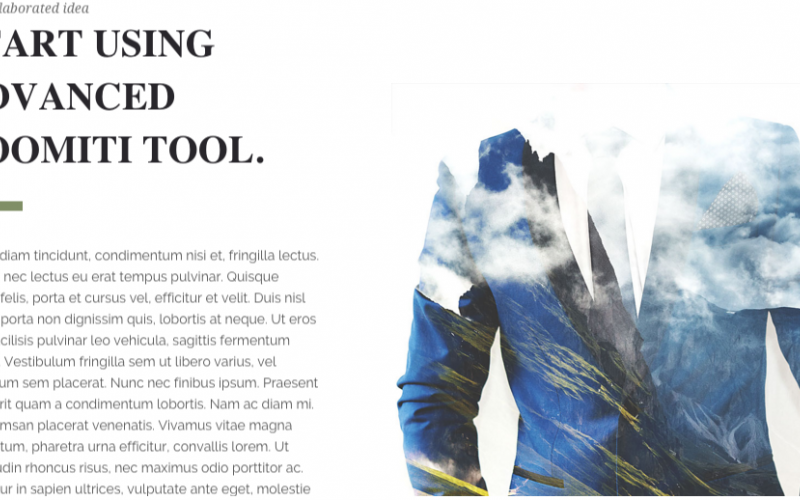 laborated idea
TART USING
DVANCED
DOMITI TOOL.
diam tincidunt, condimentum nisi et, fringilla lectus.
nec lectus eu erat tempus pulvinar. Quisque
felis, porta et cursus vel, efficitur et velit. Duis nisl
porta non dignissim quis, lobortis at neque. Ut eros
cilisis pulvinar leo vehicula, sagittis fermentum
. Vestibulum fringilla sem ut libero varius, vel
um sem placerat. Nunc nec finibus ipsum. Praesent
rit quam a condimentum lobortis. Nam ac diam mi.
msan placerat venenatis. Vivamus vitae magna
tum, pharetra urna efficitur, convallis lorem. Ut
udin rhoncus risus, nec maximus odio porttitor ac.
ur in sapien ultrices, vulputate ante eget, molestie